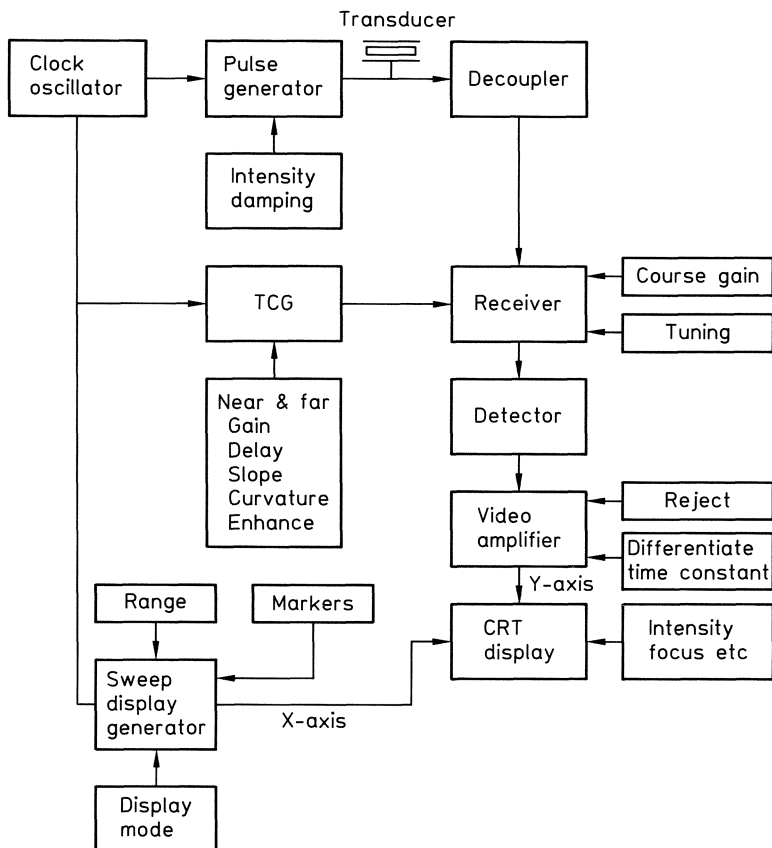 Transducer
Clock
oscillator
Pulse
generator
Decoupler
Intensity
damping
TCG
Receiver
Course gain
Tuning
Near & far
Gain
Delay
Slope
Curvature
Enhance
Detector
Video
amplifier
Reject
Differentiate
time constant
Y-axis
Range
Markers
CRT
display
Intensity
focus etc
Sweep
display
generator
X-axis
Display
mode